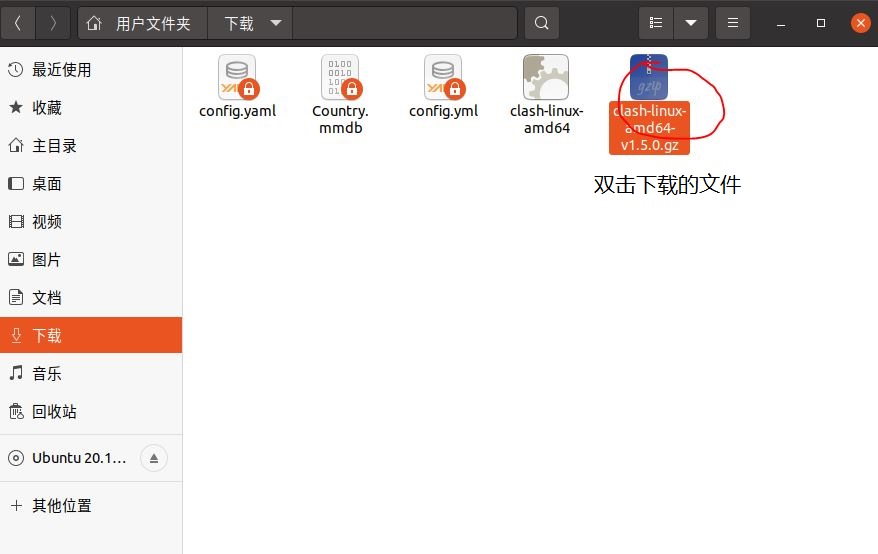 用户文件夹
下载
最近使用
收藏
主目录
桌面
视频
图片
文档
下载
音乐
回收站
Ubuntu 20.1...
其他位置
config.yaml
Country.
mmdb
config.yml
clash-linux-
amd64
gzip
clash-linux-
amd64-
v1.5.0.gz
双击下载的文件